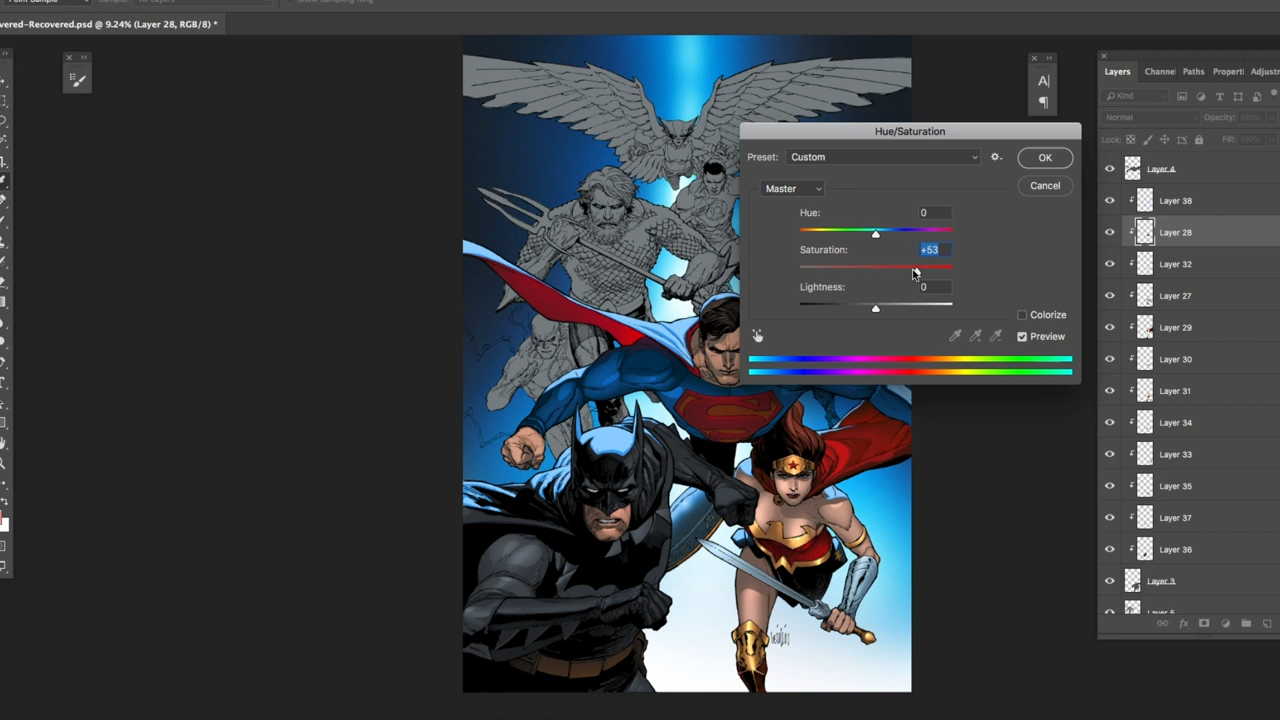 vered-Recovered.psd @ 9.24% (Layer 28, RGB/8) *
Layers Channe Paths Properti Adjustr
Kind
Normal Opacity: 100%
Lock: Fill: 100%
Layer 4
Layer 38
Layer 28
Layer 32
Layer 27
Layer 29
Layer 30
Layer 31
Layer 34
Layer 33
Layer 35
Layer 37
Layer 36
Layer 3
Hue/Saturation
Preset: Custom
OK
Cancel
Master
Hue: 0
Saturation: +53
Lightness: 0
Colorize
Preview